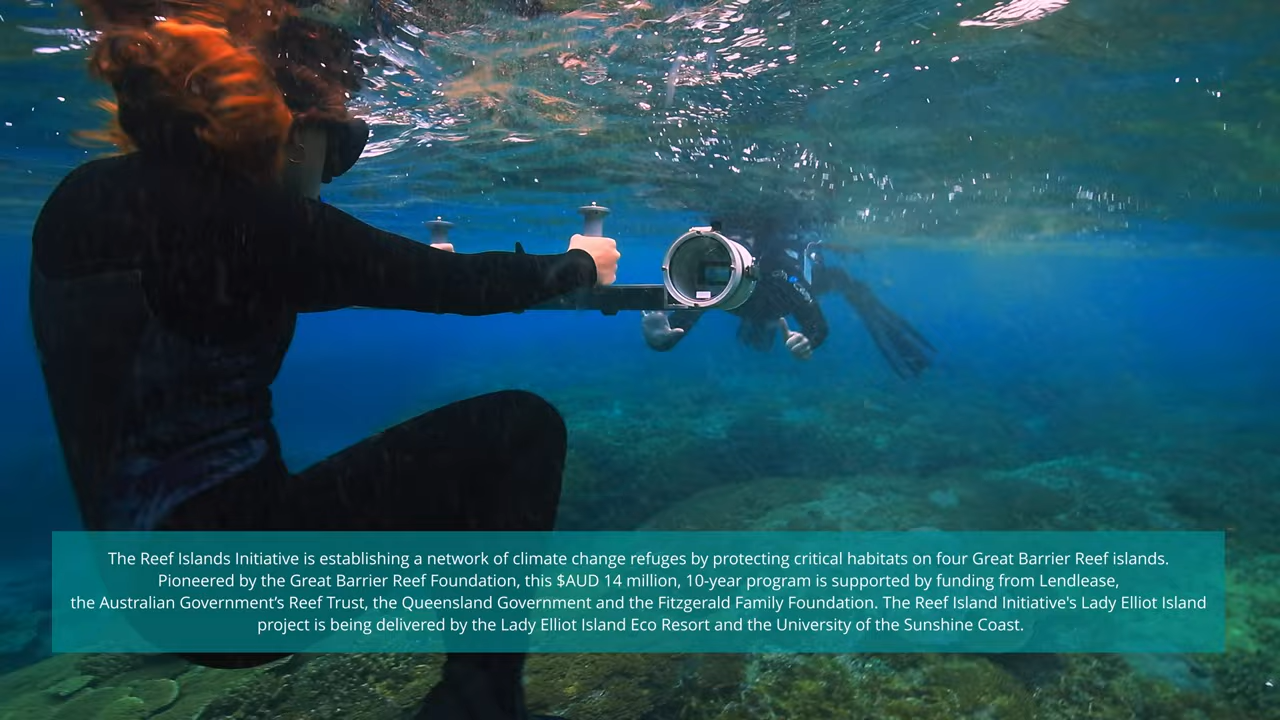 The Reef Islands Initiative is establishing a network of climate change refuges by protecting critical habitats on four Great Barrier Reef islands.
Pioneered by the Great Barrier Reef Foundation, this $AUD 14 million, 10-year program is supported by funding from Lendlease,
the Australian Government’s Reef Trust, the Queensland Government and the Fitzgerald Family Foundation. The Reef Island Initiative's Lady Elliot Island
project is being delivered by the Lady Elliot Island Eco Resort and the University of the Sunshine Coast.